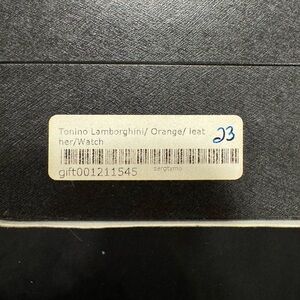 Tonino Lamborghini/ Orange/ leat
her/Watch
23
gift001211545